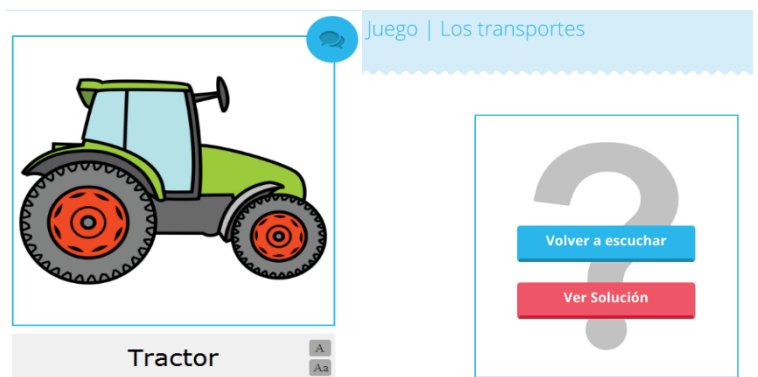 Juego | Los transportes
Volver a escuchar
Ver Solución
Tractor
A
Aa